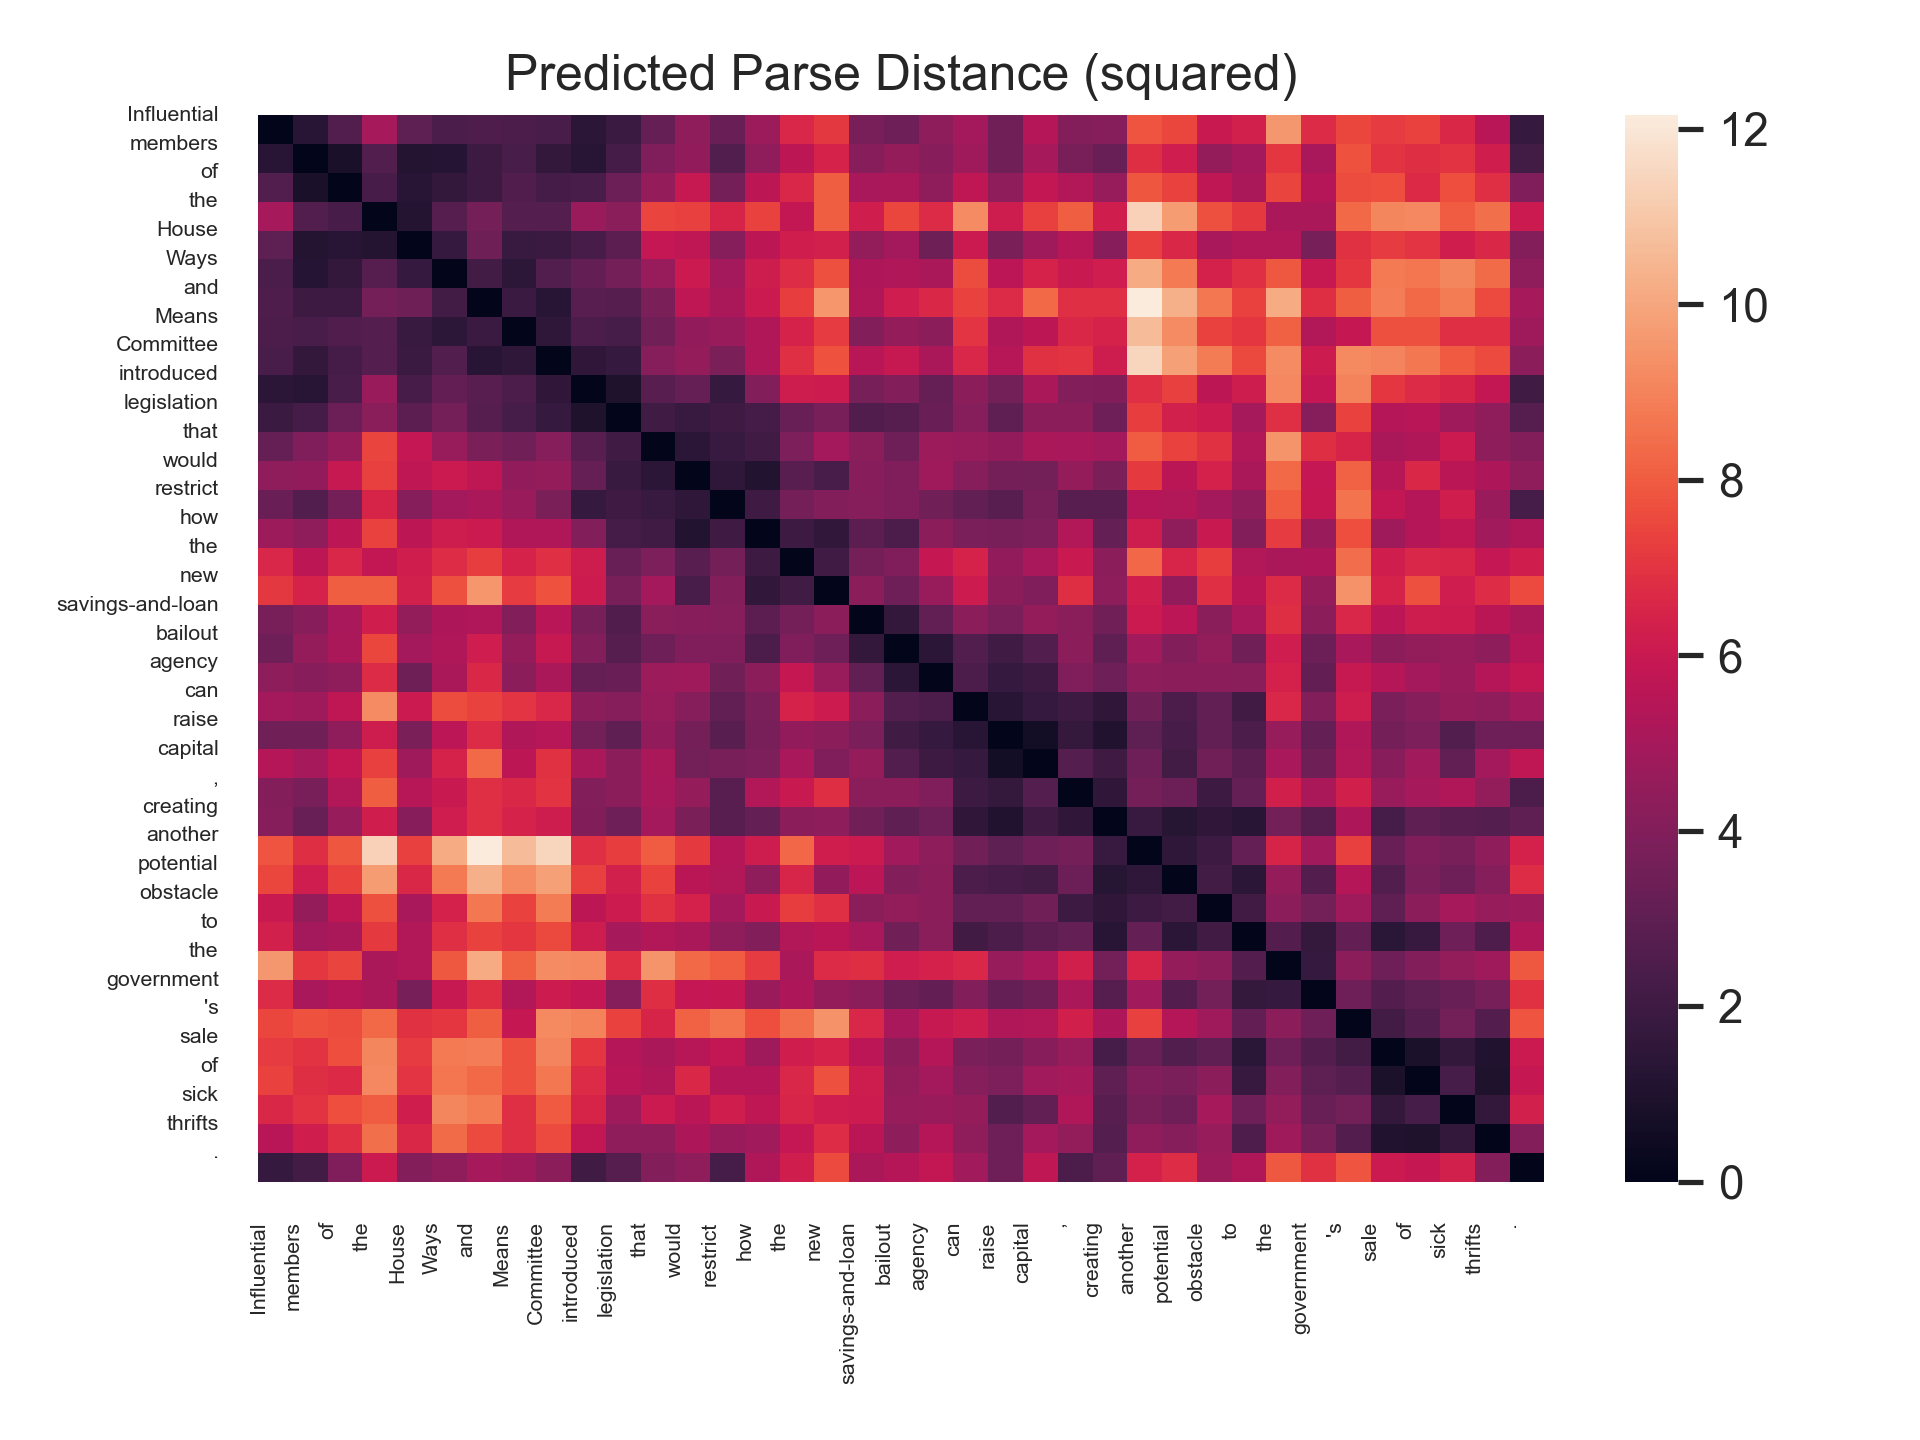 Predicted Parse Distance (squared)
Influential
members
of
the
House
Ways
and
Means
Committee
introduced
legislation
that
would
restrict
how
the
new
savings-and-loan
bailout
agency
can
raise
capital
,
creating
another
potential
obstacle
to
the
government
's
sale
of
sick
thrifts
.
12
10
8
6
4
2
0
Influential
members
of
the
House
Ways
and
Means
Committee
introduced
legislation
that
would
restrict
how
the
new
savings-and-loan
bailout
agency
can
raise
capital
,
creating
another
potential
obstacle
to
the
government
's
sale
of
sick
thrifts
.